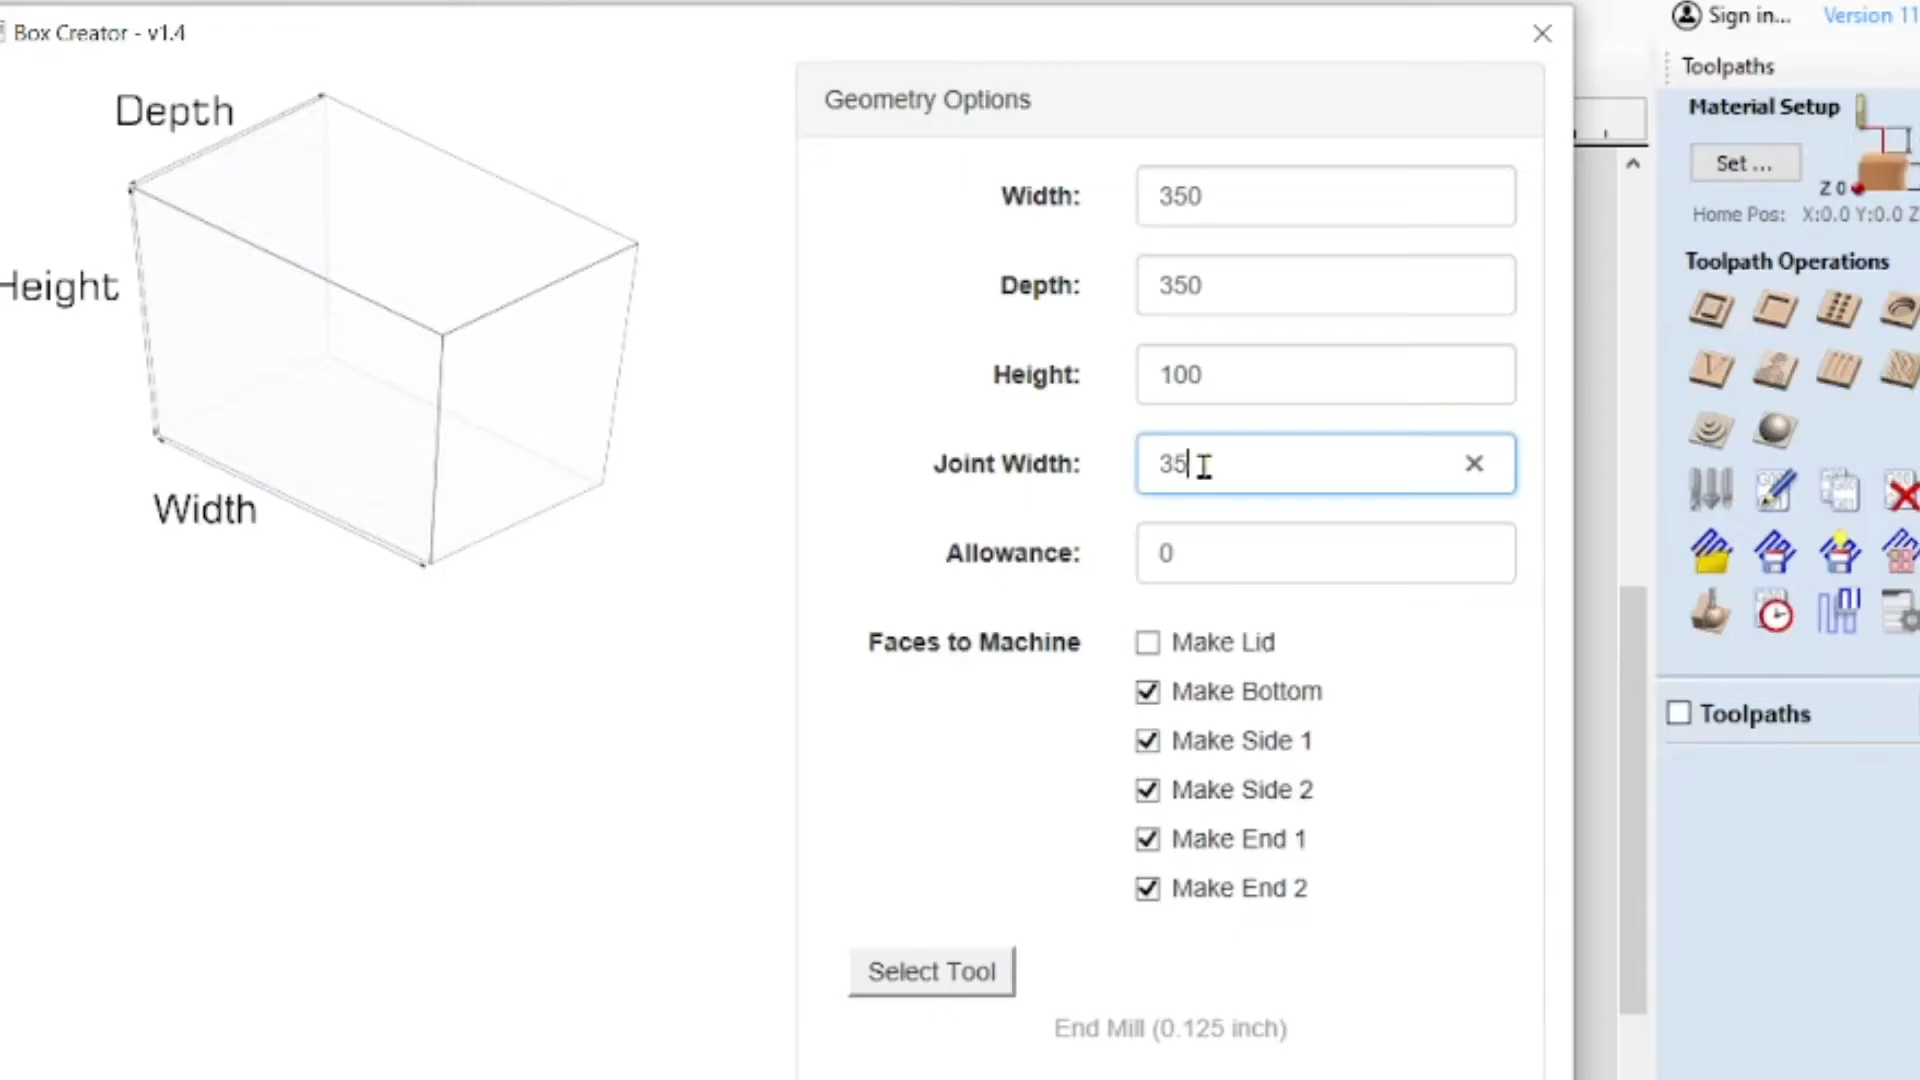 Box Creator - v1.4
Depth
Height
Width
Geometry Options
Width: 350
Depth: 350
Height: 100
Joint Width: 35
Allowance: 0
Faces to Machine
Make Lid
Make Bottom
Make Side 1
Make Side 2
Make End 1
Make End 2
Select Tool
End Mill (0.125 inch)
Sign in...
Version 11
Toolpaths
Material Setup
Set ...
Z 0
Home Pos: X:0.0 Y:0.0 Z
Toolpath Operations
Toolpaths